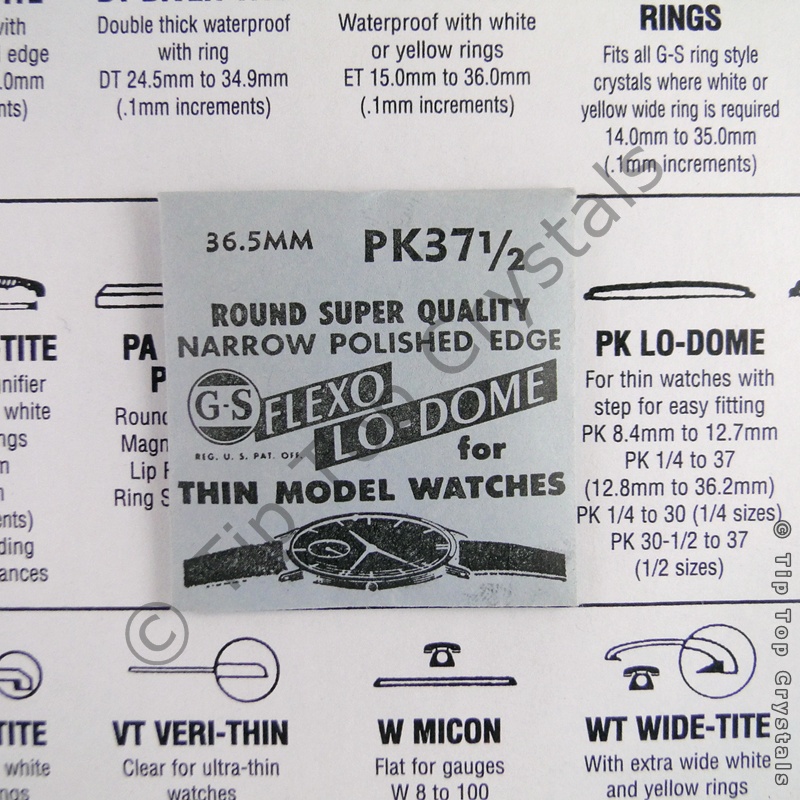 Double thick waterproof
with ring
DT 24.5mm to 34.9mm
(.1mm increments)
Waterproof with white
or yellow rings
ET 15.0mm to 36.0mm
(.1mm increments)
RINGS
Fits all G-S ring style
crystals where white or
yellow wide ring is required
14.0mm to 35.0mm
(.1mm increments)
edge
36.5MM PK37 1/2
ROUND SUPER QUALITY
NARROW POLISHED EDGE
G-S FLEXO
LO-DOME
REG. U. S. PAT. OFF.
for
THIN MODEL WATCHES
PA
white
PK LO-DOME
For thin watches with
step for easy fitting
PK 8.4mm to 12.7mm
PK 1/4 to 37
(12.8mm to 36.2mm)
PK 1/4 to 30 (1/4 sizes)
PK 30-1/2 to 37
(1/2 sizes)
white
VT VERI-THIN
Clear for ultra-thin
watches
W MICON
Flat for gauges
W 8 to 100
WT WIDE-TITE
With extra wide white
and yellow rings
© Tip Top Crystals
© Tip Top Crystals